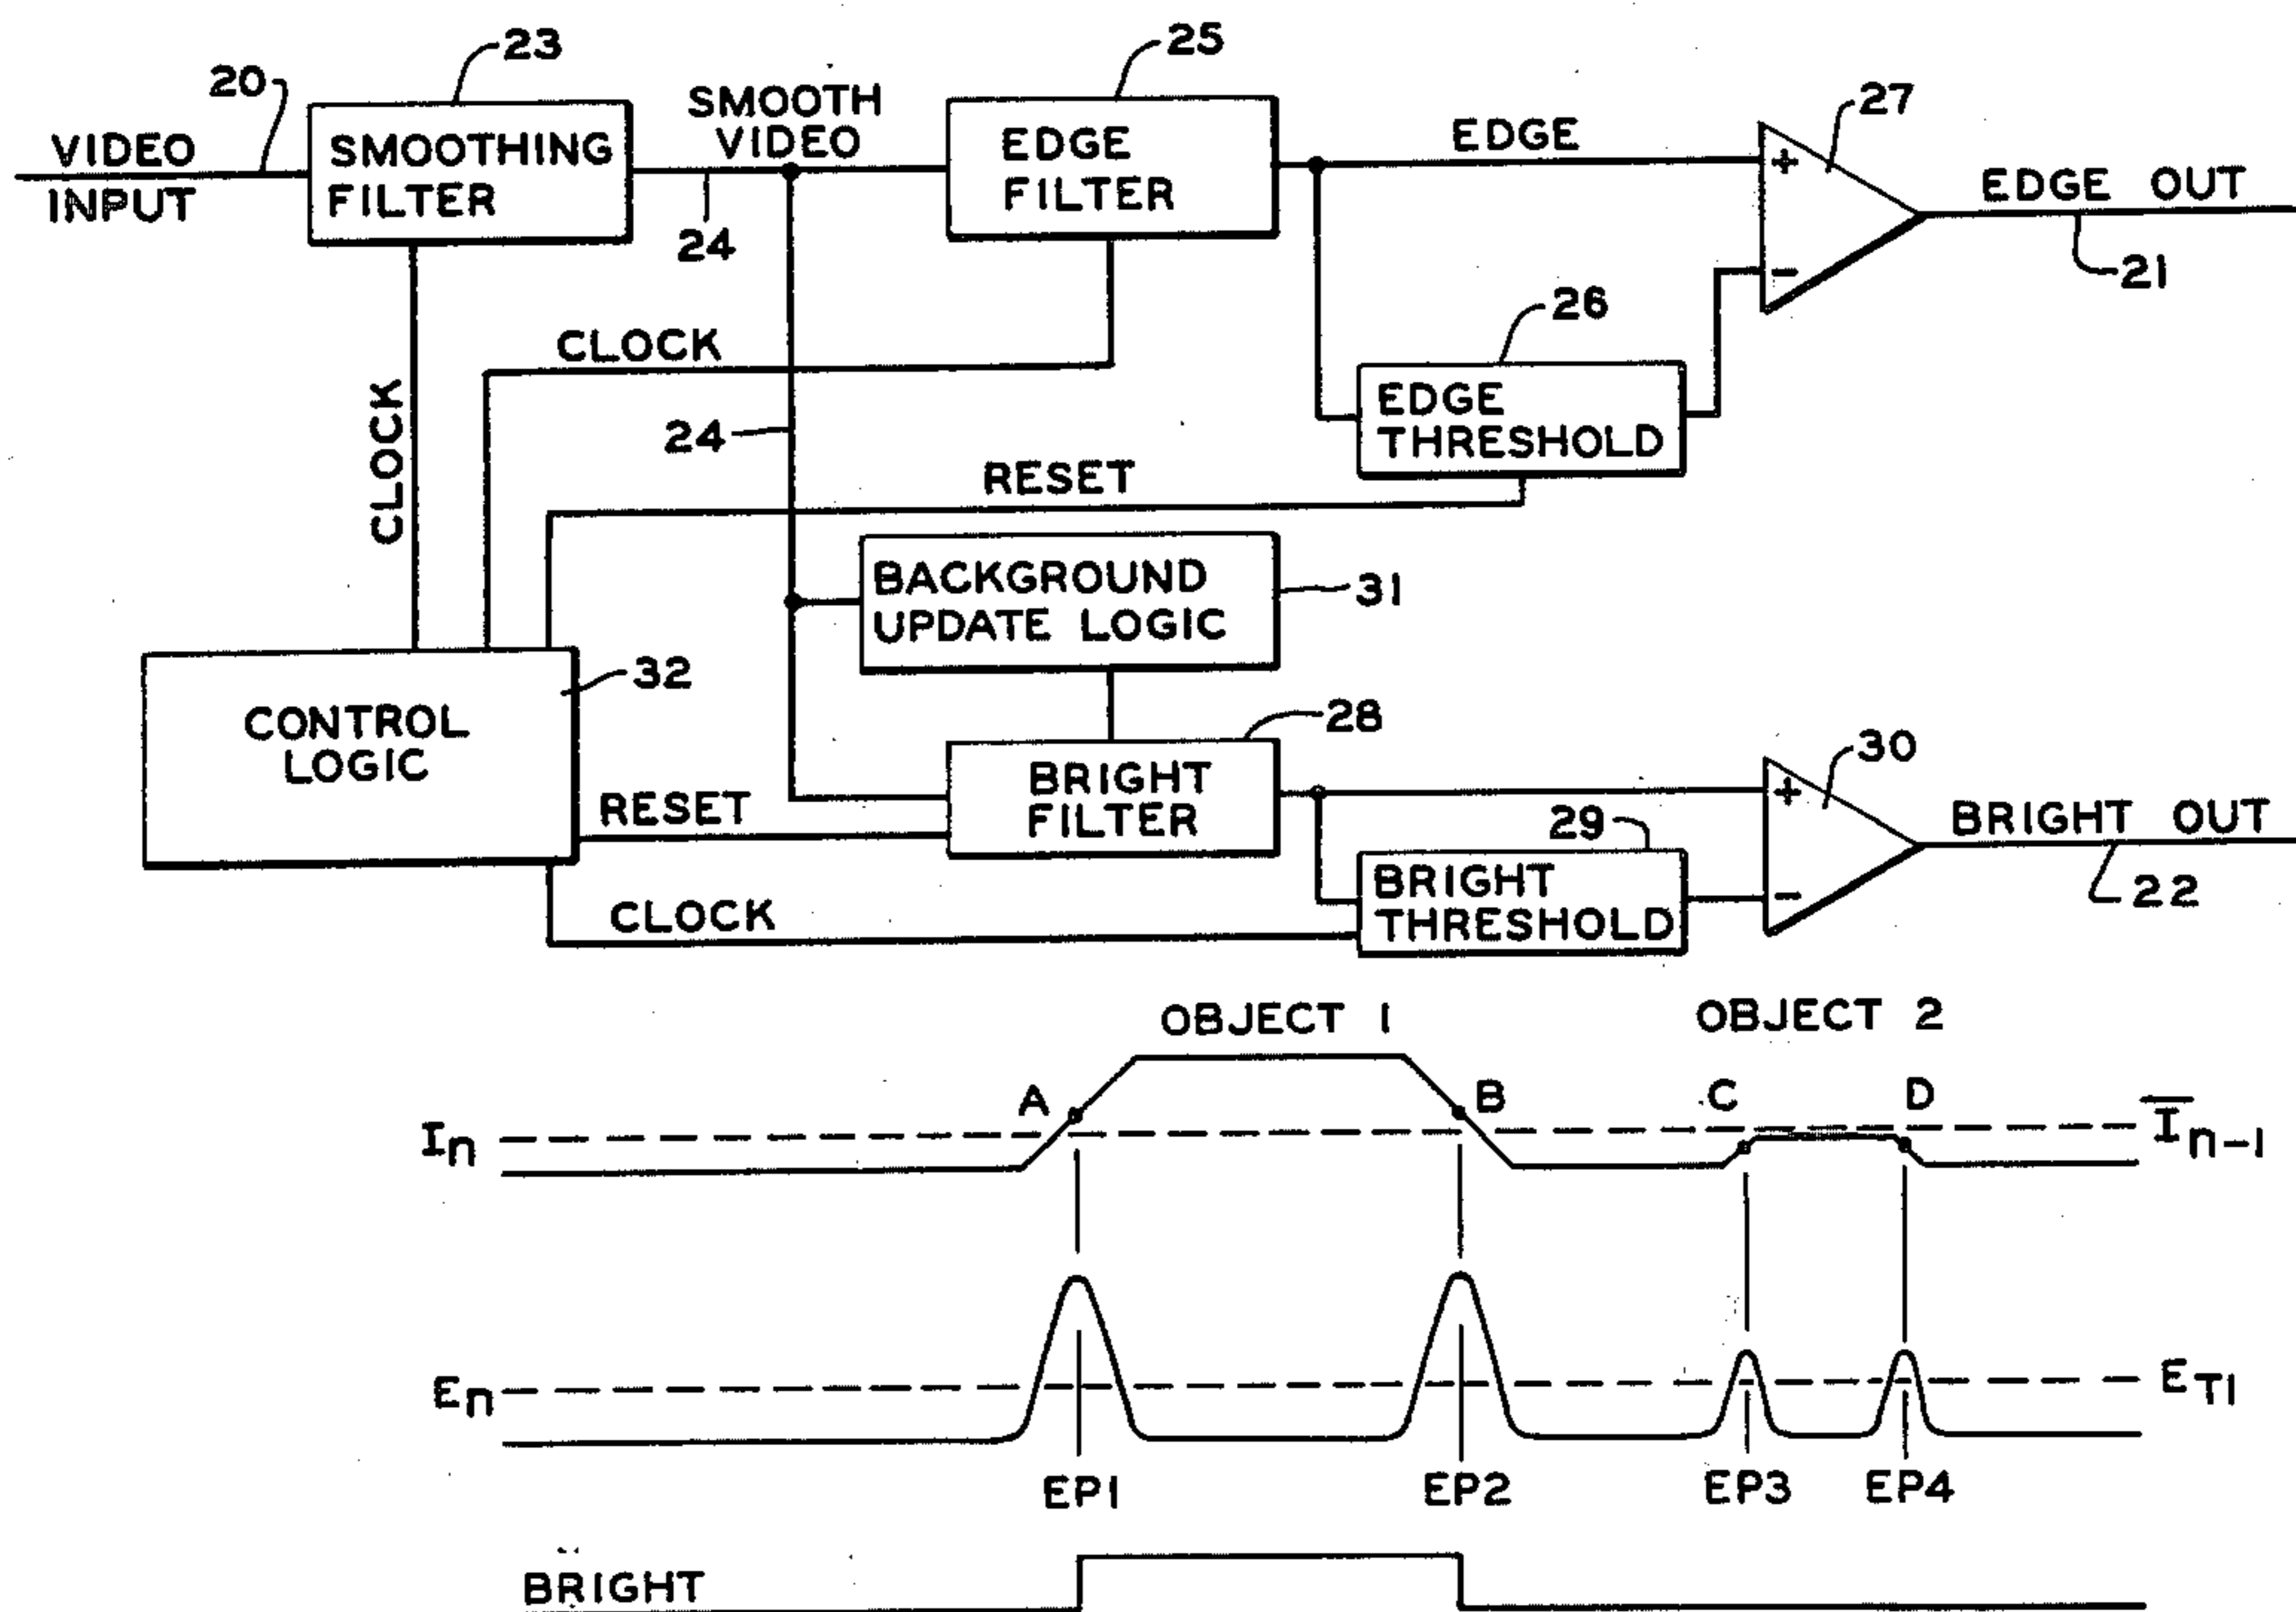 23
25
20
SMOOTH
VIDEO
27
VIDEO
INPUT
SMOOTHING
FILTER
EDGE
FILTER
EDGE
+
-
EDGE OUT
24
21
26
CLOCK
CLOCK
EDGE
THRESHOLD
24
RESET
BACKGROUND
UPDATE LOGIC
31
32
CONTROL
LOGIC
28
BRIGHT
FILTER
30
+
-
RESET
29
BRIGHT OUT
BRIGHT
THRESHOLD
22
CLOCK
OBJECT 1
OBJECT 2
A
B
C
D
In
In-1
En
ET1
EP1
EP2
EP3
EP4
BRIGHT